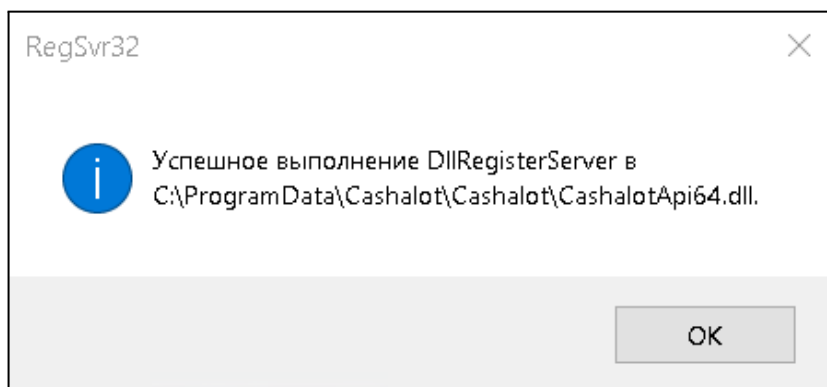 RegSvr32
Успешное выполнение DllRegisterServer в
C:\ProgramData\Cashalot\Cashalot\CashalotApi64.dll.
OK